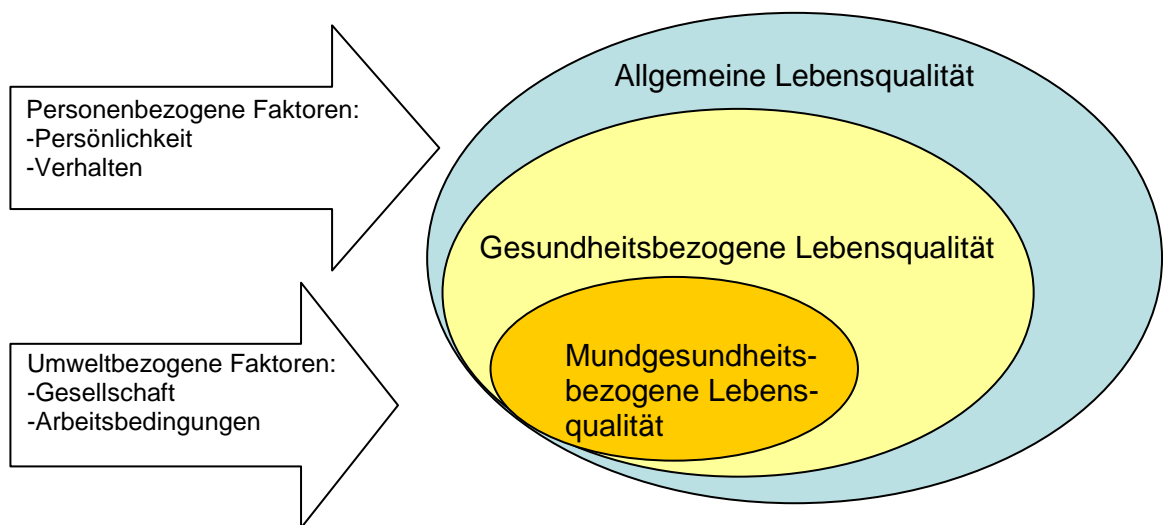 Personenbezogene Faktoren:
-Persönlichkeit
-Verhalten
Umweltbezogene Faktoren:
-Gesellschaft
-Arbeitsbedingungen
Allgemeine Lebensqualität
Gesundheitsbezogene Lebensqualität
Mundgesundheits-
bezogene Lebens-
qualität